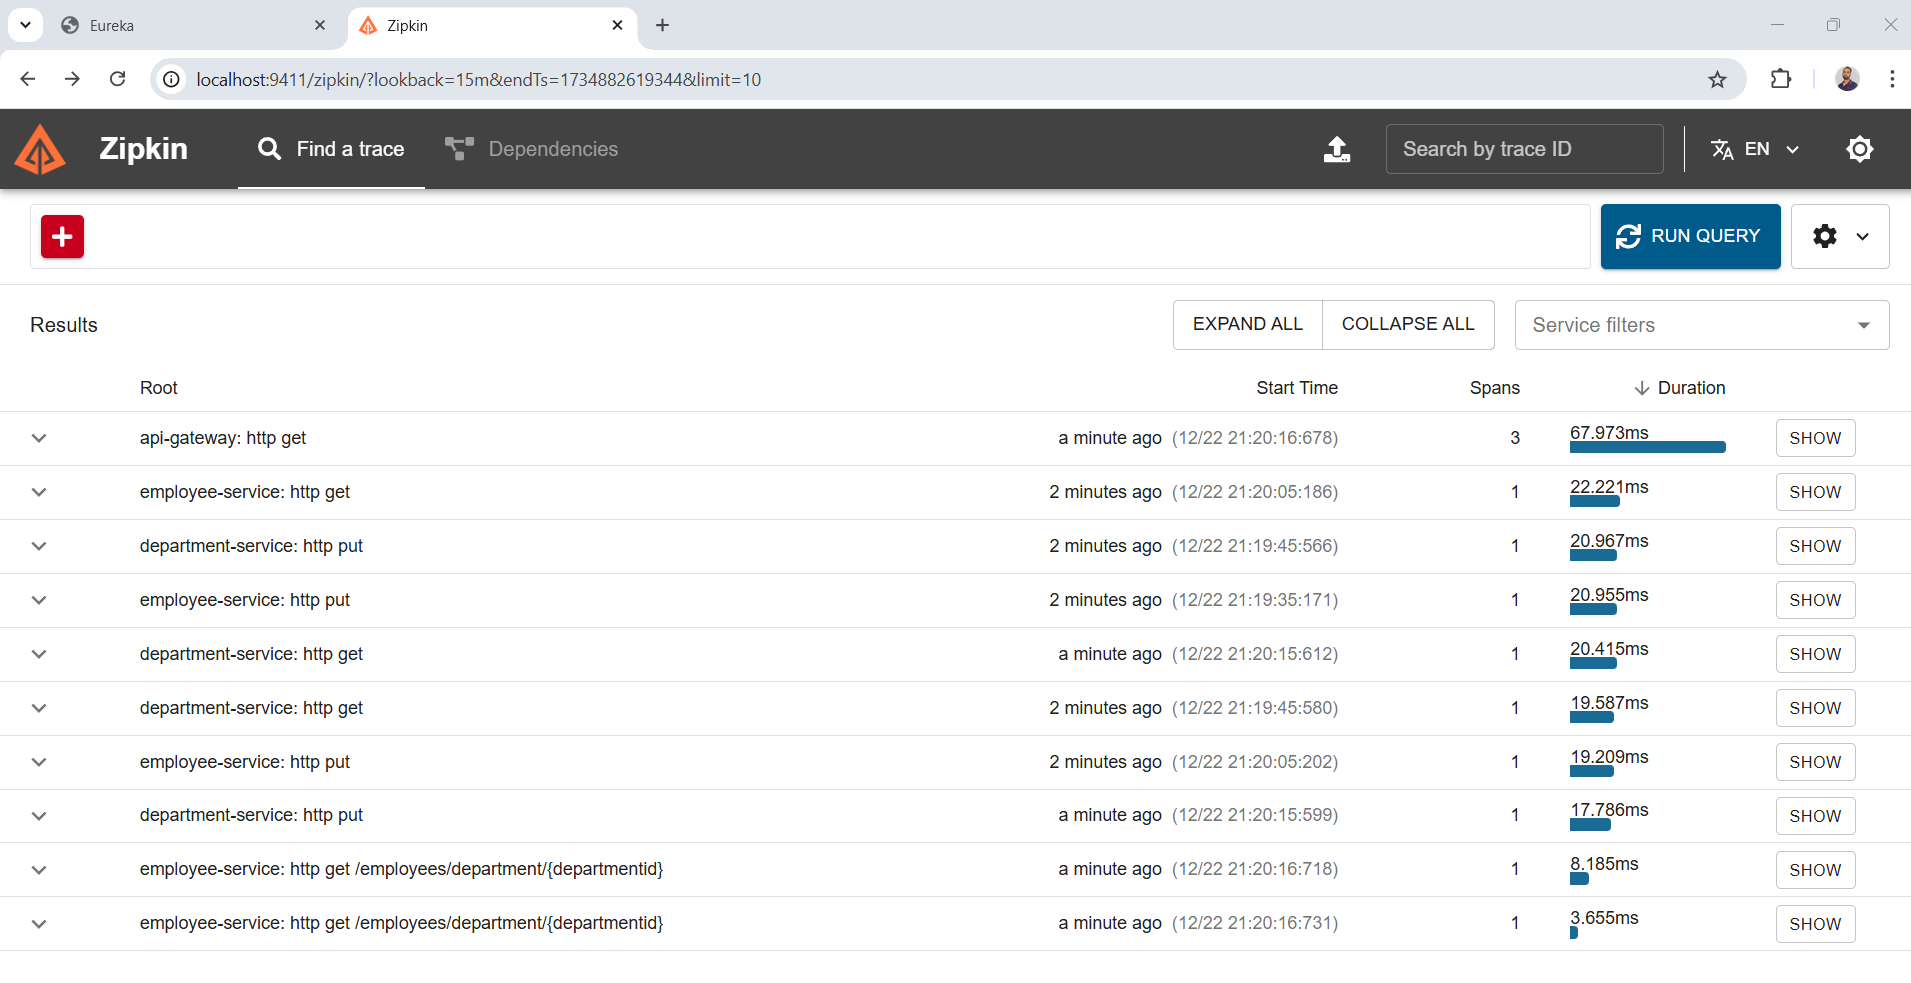 Eureka
Zipkin
localhost:9411/zipkin/?lookback=15m&endTs=1734882619344&limit=10
Zipkin Find a trace Dependencies Search by trace ID EN
RUN QUERY
Results EXPAND ALL COLLAPSE ALL Service filters
Root Start Time Spans Duration
api-gateway: http get a minute ago (12/22 21:20:16:678) 3 67.973ms SHOW
employee-service: http get 2 minutes ago (12/22 21:20:05:186) 1 22.221ms SHOW
department-service: http put 2 minutes ago (12/22 21:19:45:566) 1 20.967ms SHOW
employee-service: http put 2 minutes ago (12/22 21:19:35:171) 1 20.955ms SHOW
department-service: http get a minute ago (12/22 21:20:15:612) 1 20.415ms SHOW
department-service: http get 2 minutes ago (12/22 21:19:45:580) 1 19.587ms SHOW
employee-service: http put 2 minutes ago (12/22 21:20:05:202) 1 19.209ms SHOW
department-service: http put a minute ago (12/22 21:20:15:599) 1 17.786ms SHOW
employee-service: http get /employees/department/{departmentid} a minute ago (12/22 21:20:16:718) 1 8.185ms SHOW
employee-service: http get /employees/department/{departmentid} a minute ago (12/22 21:20:16:731) 1 3.655ms SHOW